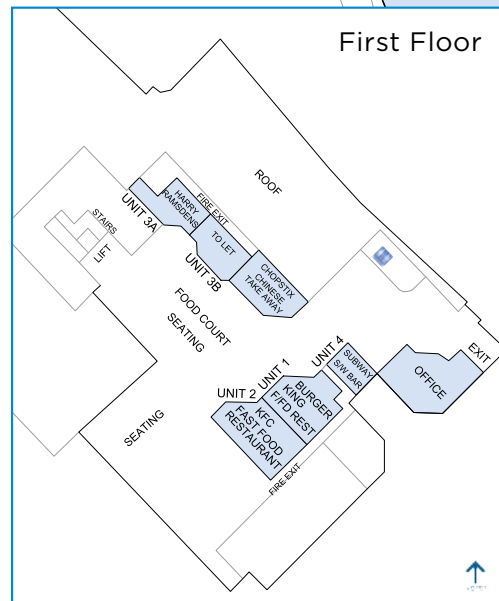 First Floor
ROOF
FIRE EXIT
HARRY
RAMSDENS
UNIT 3A
STAIRS
LIFT
TO LET
UNIT 3B
CHOPSTIX
CHINESE
TAKE AWAY
FOOD COURT
SEATING
EXIT
UNIT 4
SUBWAY
S/W BAR
OFFICE
UNIT 1
BURGER
KING
F/FD REST
UNIT 2
KFC
FAST FOOD
RESTAURANT
SEATING
FIRE EXIT